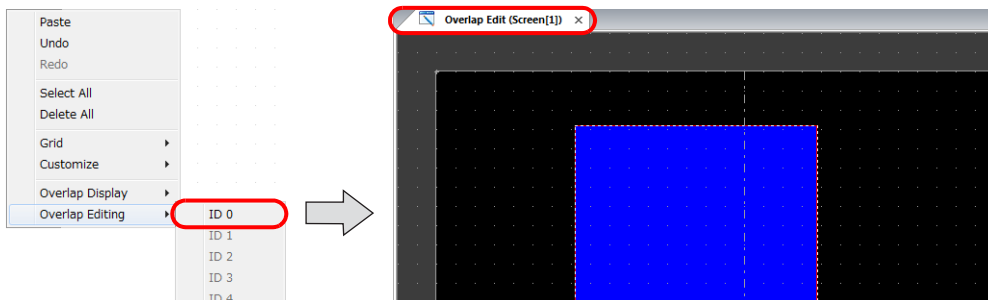 Paste
Undo
Redo
Select All
Delete All
Grid
Customize
Overlap Display
Overlap Editing
ID 0
ID 1
ID 2
ID 3
ID 4
Overlap Edit (Screen[1])